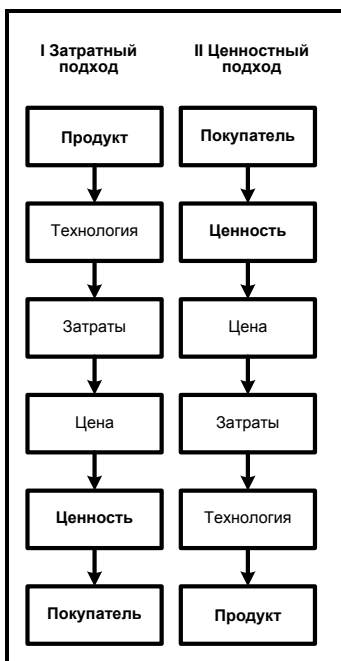 I Затратный
подход
Продукт
Технология
Затраты
Цена
Ценность
Покупатель
II Ценностный
подход
Покупатель
Ценность
Цена
Затраты
Технология
Продукт